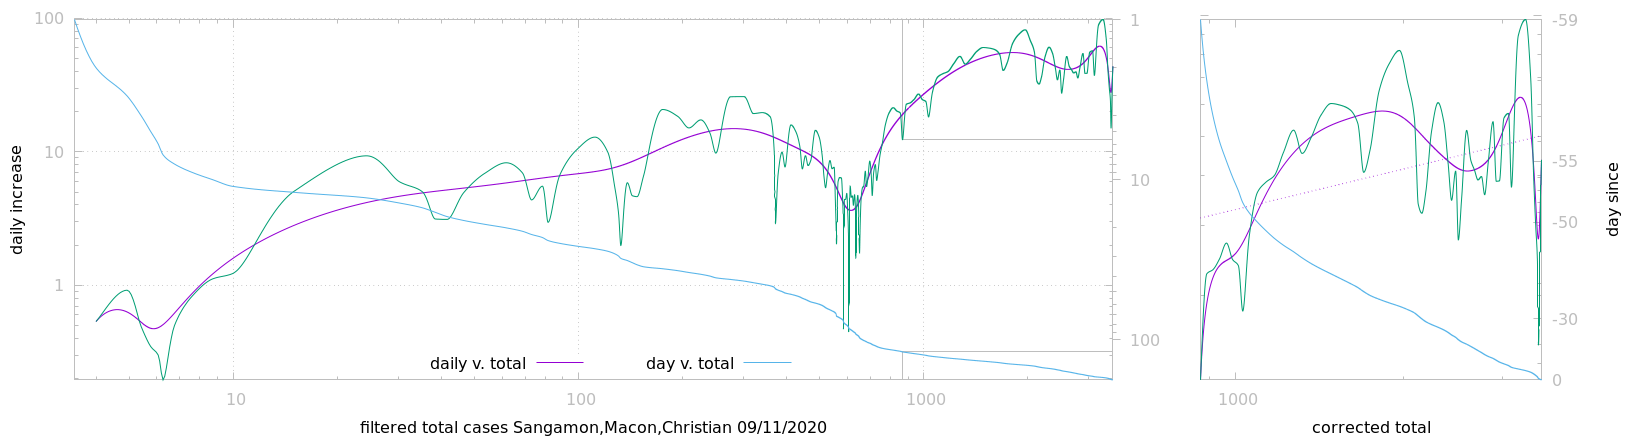 100
10
1
daily increase
daily v. total
day v. total
10
100
1000
1
10
100
filtered total cases Sangamon,Macon,Christian 09/11/2020
-59
-55
-50
-30
0
day since
1000
corrected total